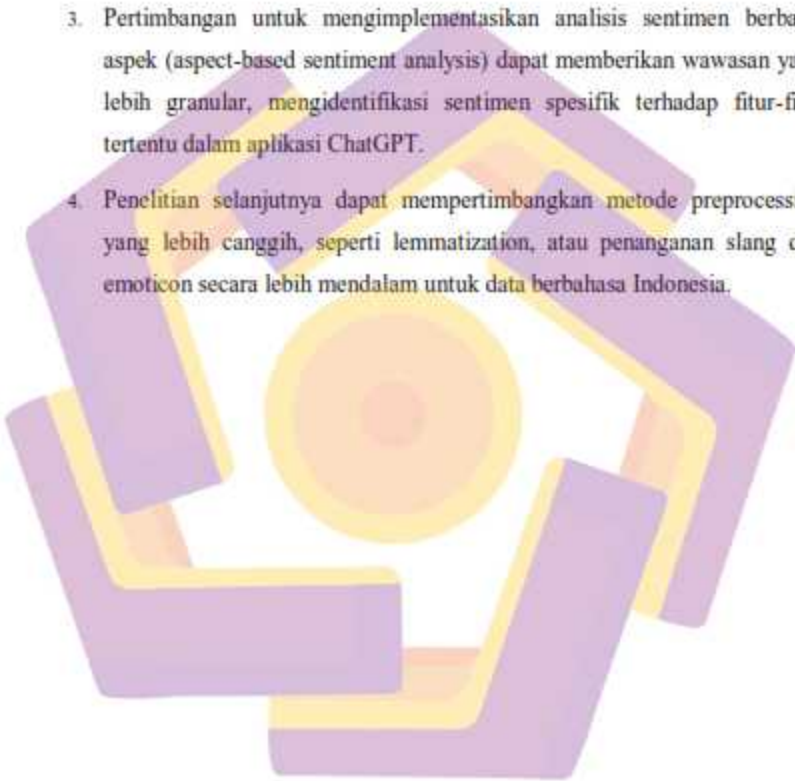 3. Pertimbangan untuk mengimplementasikan analisis sentimen berba
aspek (aspect-based sentiment analysis) dapat memberikan wawasan ya
lebih granular, mengidentifikasi sentimen spesifik terhadap fitur-fi
tertentu dalam aplikasi ChatGPT.
4. Penelitian selanjutnya dapat mempertimbangkan metode preprocessi
yang lebih canggih, seperti lemmatization, atau penanganan slang d
emoticon secara lebih mendalam untuk data berbahasa Indonesia.